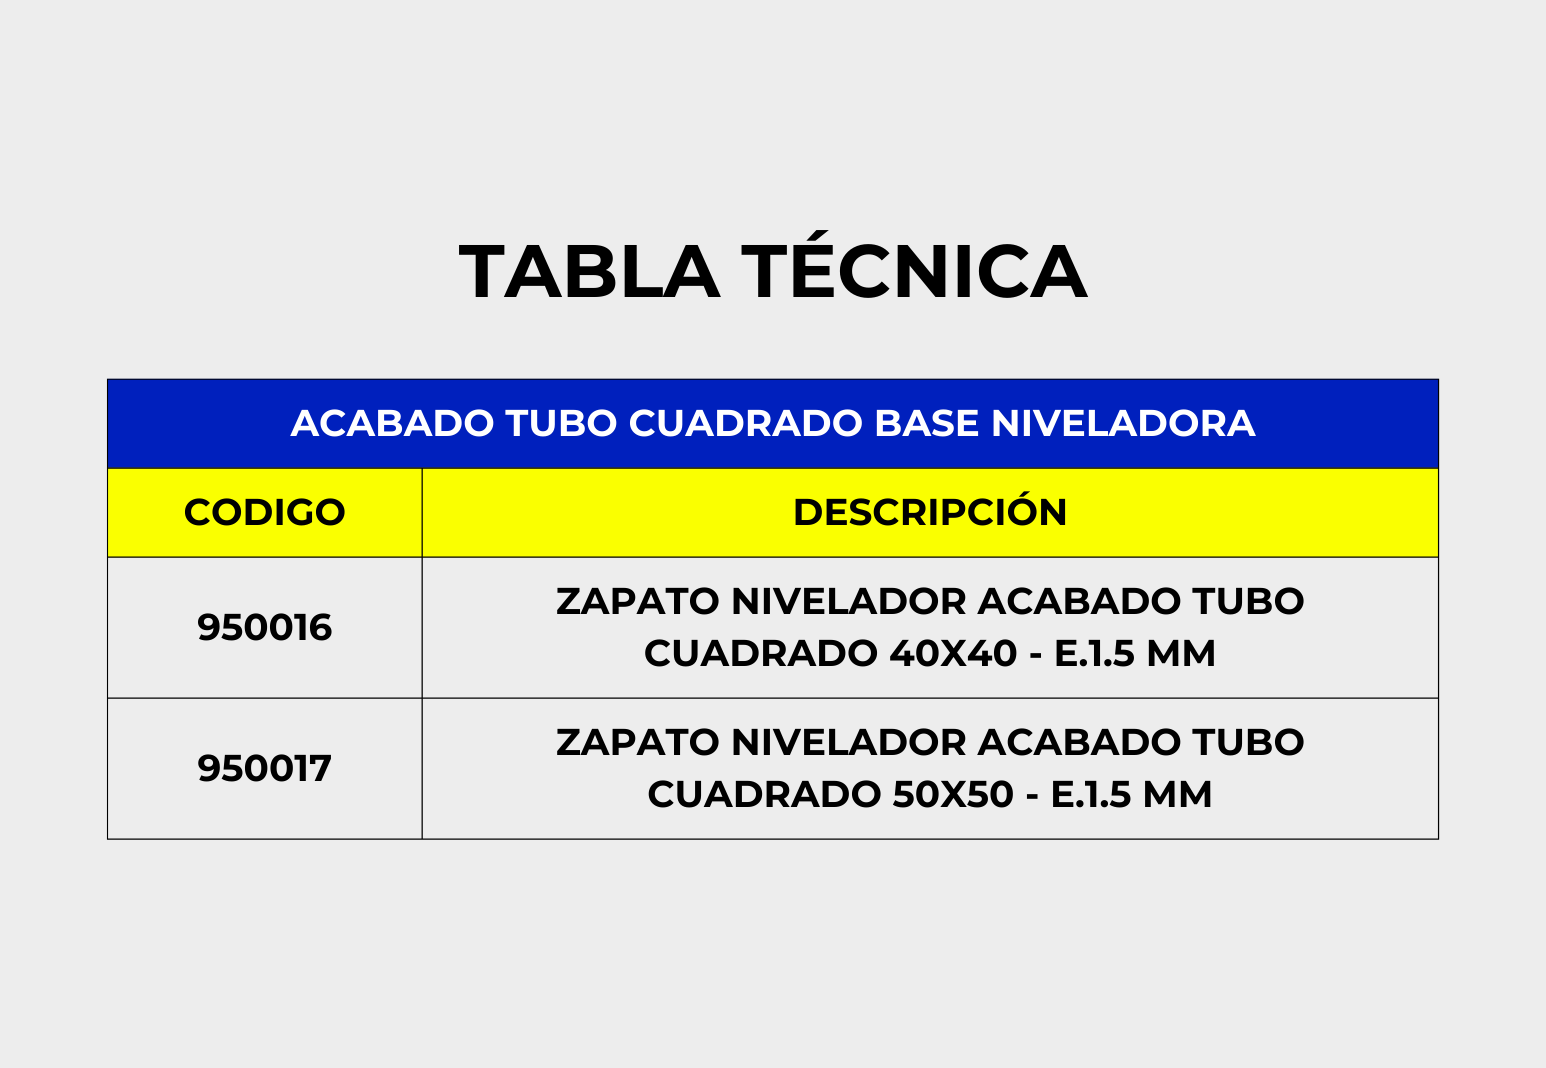 TABLA TÉCNICA
ACABADO TUBO CUADRADO BASE NIVELADORA
CODIGO
DESCRIPCIÓN
950016
ZAPATO NIVELADOR ACABADO TUBO
CUADRADO 40X40 - E.1.5 MM
950017
ZAPATO NIVELADOR ACABADO TUBO
CUADRADO 50X50 - E.1.5 MM